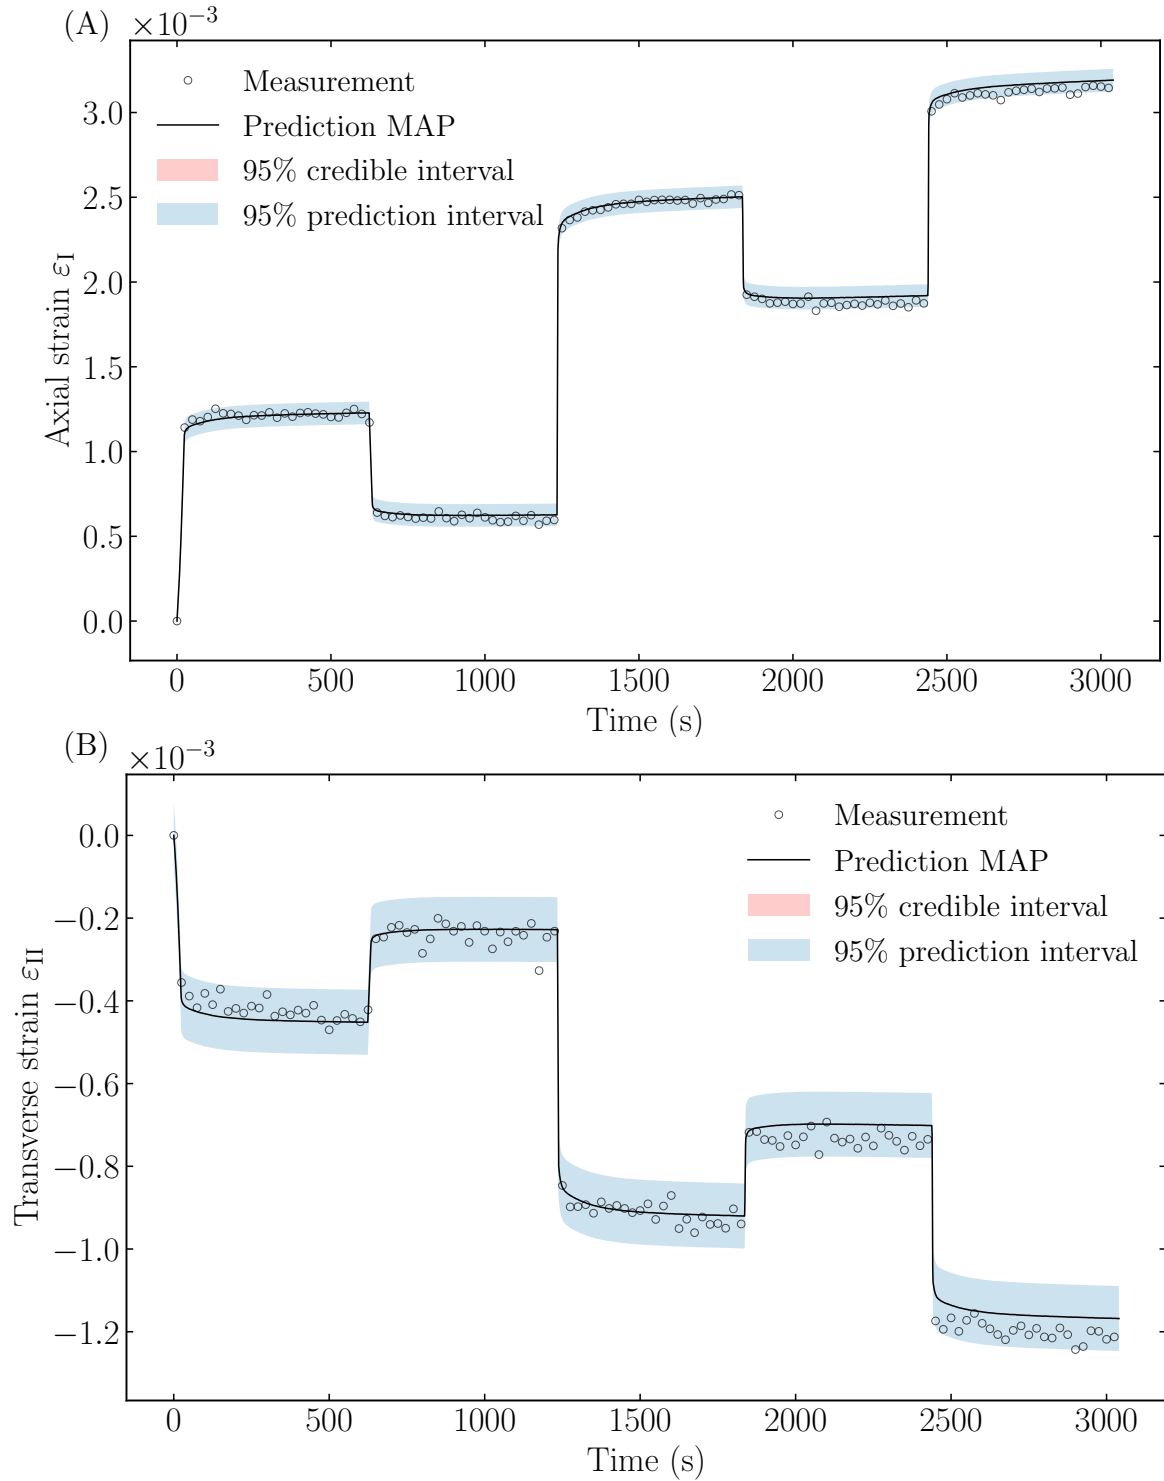 (A)
×10⁻³
Measurement
Prediction MAP
95% credible interval
95% prediction interval
3.0
2.5
2.0
1.5
1.0
0.5
0.0
Axial strain εI
0 500 1000 1500 2000 2500 3000
Time (s)
(B)
×10⁻³
Measurement
Prediction MAP
95% credible interval
95% prediction interval
0.0
−0.2
−0.4
−0.6
−0.8
−1.0
−1.2
Transverse strain εII
0 500 1000 1500 2000 2500 3000
Time (s)